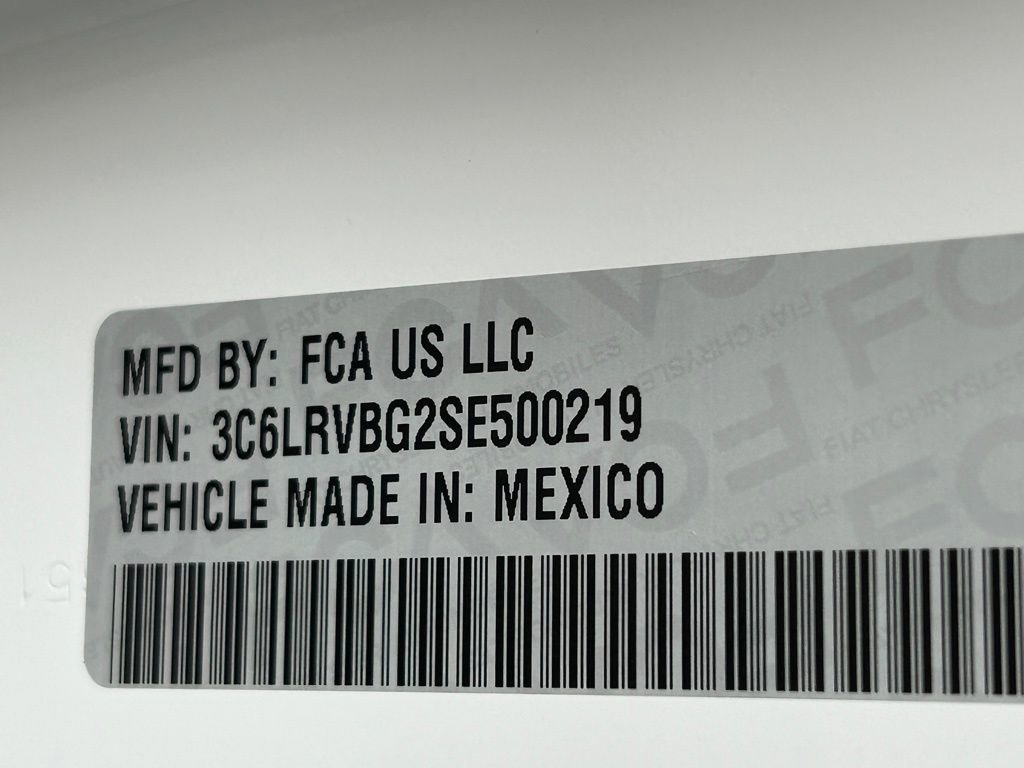 MFD BY: FCA US LLC
VIN: 3C6LRVBG2SE500219
VEHICLE MADE IN: MEXICO